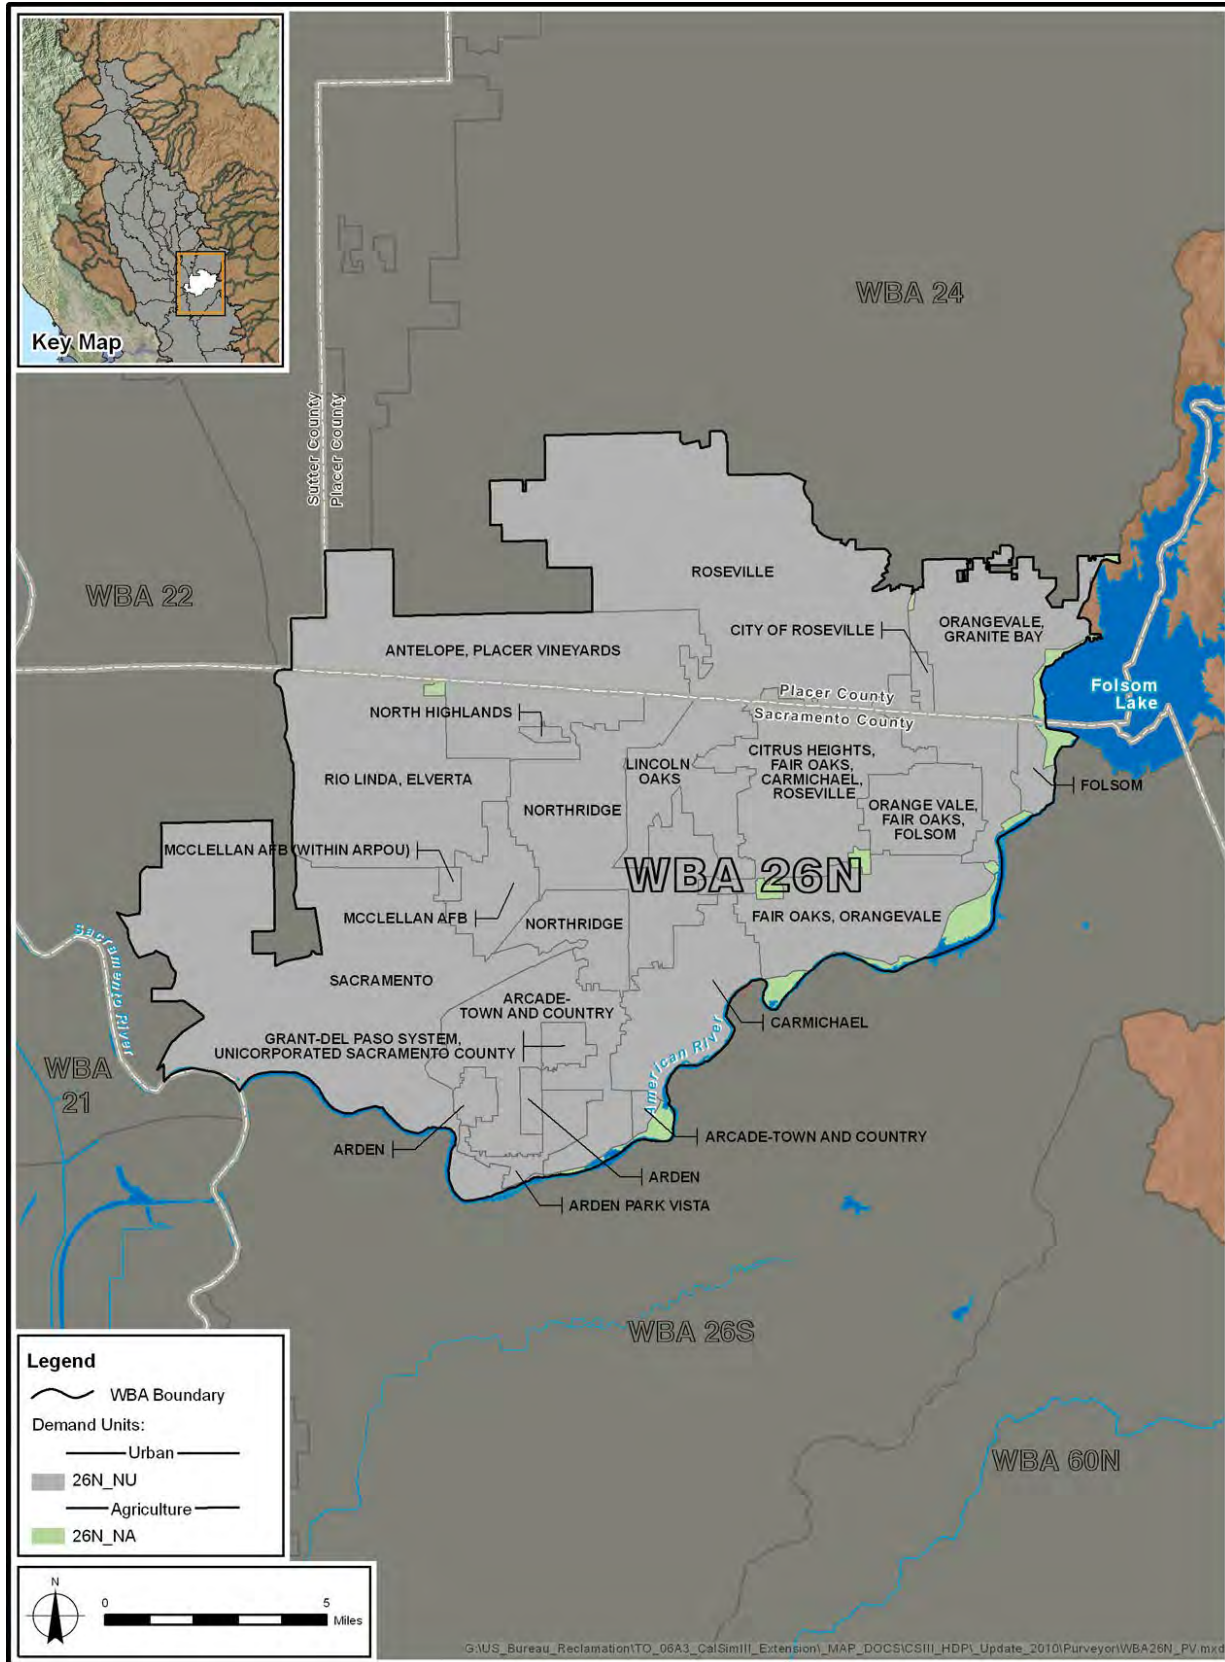 Key Map
WBA 24
Sutter County
Placer County
WBA 22
ROSEVILLE
CITY OF ROSEVILLE
ORANGEVALE,
GRANITE BAY
ANTELOPE, PLACER VINEYARDS
Placer County
Sacramento County
Folsom
Lake
NORTH HIGHLANDS
RIO LINDA, ELVERTA
LINCOLN
OAKS
CITRUS HEIGHTS,
FAIR OAKS,
CARMICHAEL,
ROSEVILLE
FOLSOM
NORTHRIDGE
ORANGE VALE,
FAIR OAKS,
FOLSOM
MCCLELLAN AFB (WITHIN ARPOU)
WBA 26N
MCCLELLAN AFB
NORTHRIDGE
FAIR OAKS, ORANGEVALE
Sacramento River
SACRAMENTO
ARCADE-
TOWN AND COUNTRY
CARMICHAEL
GRANT-DEL PASO SYSTEM,
UNICORPORATED SACRAMENTO COUNTY
American River
WBA
21
ARDEN
ARCADE-TOWN AND COUNTRY
ARDEN
ARDEN PARK VISTA
WBA 26S
WBA 60N
Legend
WBA Boundary
Demand Units:
Urban
26N_NU
Agriculture
26N_NA
N
0 5
Miles
G:\US_Bureau_Reclamation\TO_06A3_CalSimIII_Extension\_MAP_DOCS\CSIII_HDP\_Update_2010\Purveyor\WBA26N_PV.mxd